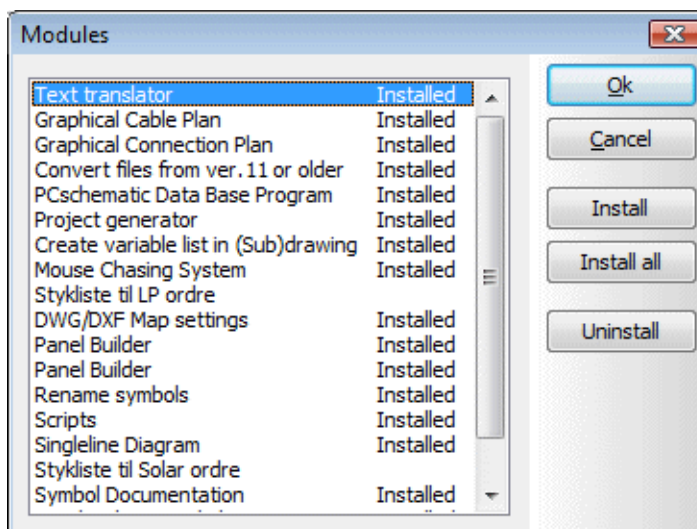 Modules
Text translator Installed
Graphical Cable Plan Installed
Graphical Connection Plan Installed
Convert files from ver. 11 or older Installed
PCschematic Data Base Program Installed
Project generator Installed
Create variable list in (Sub)drawing Installed
Mouse Chasing System Installed
Stykliste til LP ordre
DWG/DXF Map settings Installed
Panel Builder Installed
Panel Builder Installed
Rename symbols Installed
Scripts Installed
Singleline Diagram Installed
Stykliste til Solar ordre
Symbol Documentation Installed
Ok
Cancel
Install
Install all
Uninstall